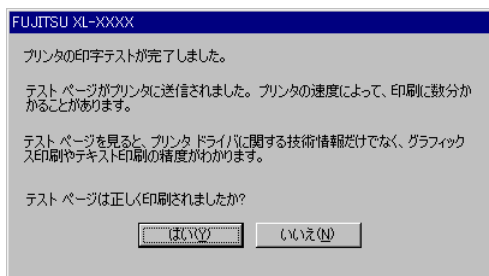 FUJITSU XL-XXXX
プリンタの印字テストが完了しました。
テスト ページがプリンタに送信されました。プリンタの速度によって、印刷に数分か
かることがあります。
テスト ページを見ると、プリンタ ドライバに関する技術情報だけでなく、グラフィック
ス印刷やテキスト印刷の精度がわかります。
テスト ページは正しく印刷されましたか?
はい(Y)
いいえ(N)